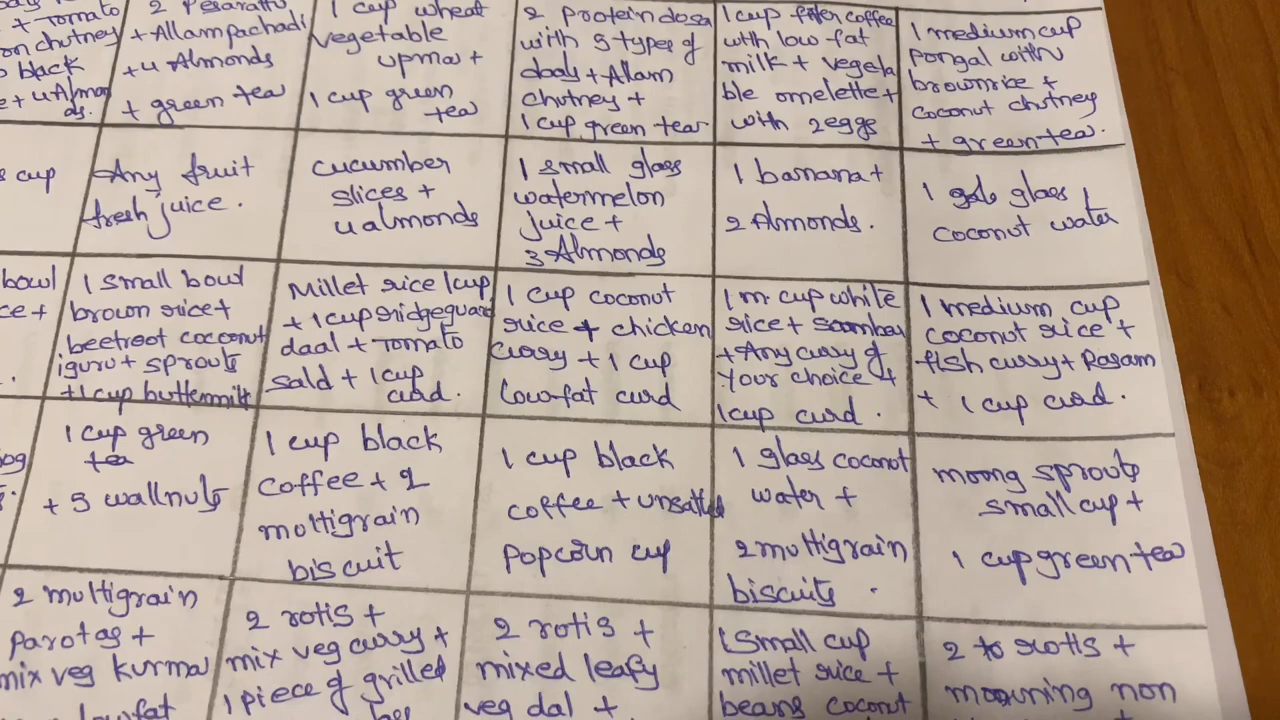 + Tomato
chutney
black
+ 4 Almon
ds.
2 Pesarattu
+ Allampachadi
+4 Almonds
+ green tea
1 cup wheat
vegetable
upma +
1 cup green
tea
2 protein dosa
with 5 types of
daals + Allam
chutney +
1 cup green tea
1 cup filter coffee
with low-fat
milk + vegeta
ble omelette +
with 2 eggs
1 medium cup
Pongal with
brownrice +
coconut chutney
+ green tea.
cup
Any fruit
fresh juice.
cucumber
slices +
4 almonds
1 small glass
watermelon
juice +
3 Almonds
1 banana +
2 Almonds.
1 glass
coconut water
bowl
1 small bowl
brown rice +
beetroot coconut
iguru + sprouts
+1 cup buttermilk
Millet rice 1 cup
+ 1 cup ridgeguard
daal + Tomato
sald + 1 cup
curd.
1 cup coconut
rice + chicken
curry + 1 cup
low-fat curd
1 m. cup white
rice + sambar
+ Any curry of
your choice +
1 cup curd.
1 medium cup
coconut rice +
fish curry + Rasam
+ 1 cup curd.
1 cup green
tea
+ 5 wallnuts
1 cup black
coffee + 2
moltigrain
biscuit
1 cup black
coffee + unsalted
popcorn cup
1 glass coconut
water +
2 multigrain
biscuits.
moong sprouts
small cup +
1 cup green tea
2 multigrain
Parotas +
mix veg kurma
lowfat
2 rotis +
mix veg curry +
1 piece of grilled
2 rotis +
mixed leafy
veg dal +
1 small cup
millet rice +
beans coconut
2 to rotis +
non